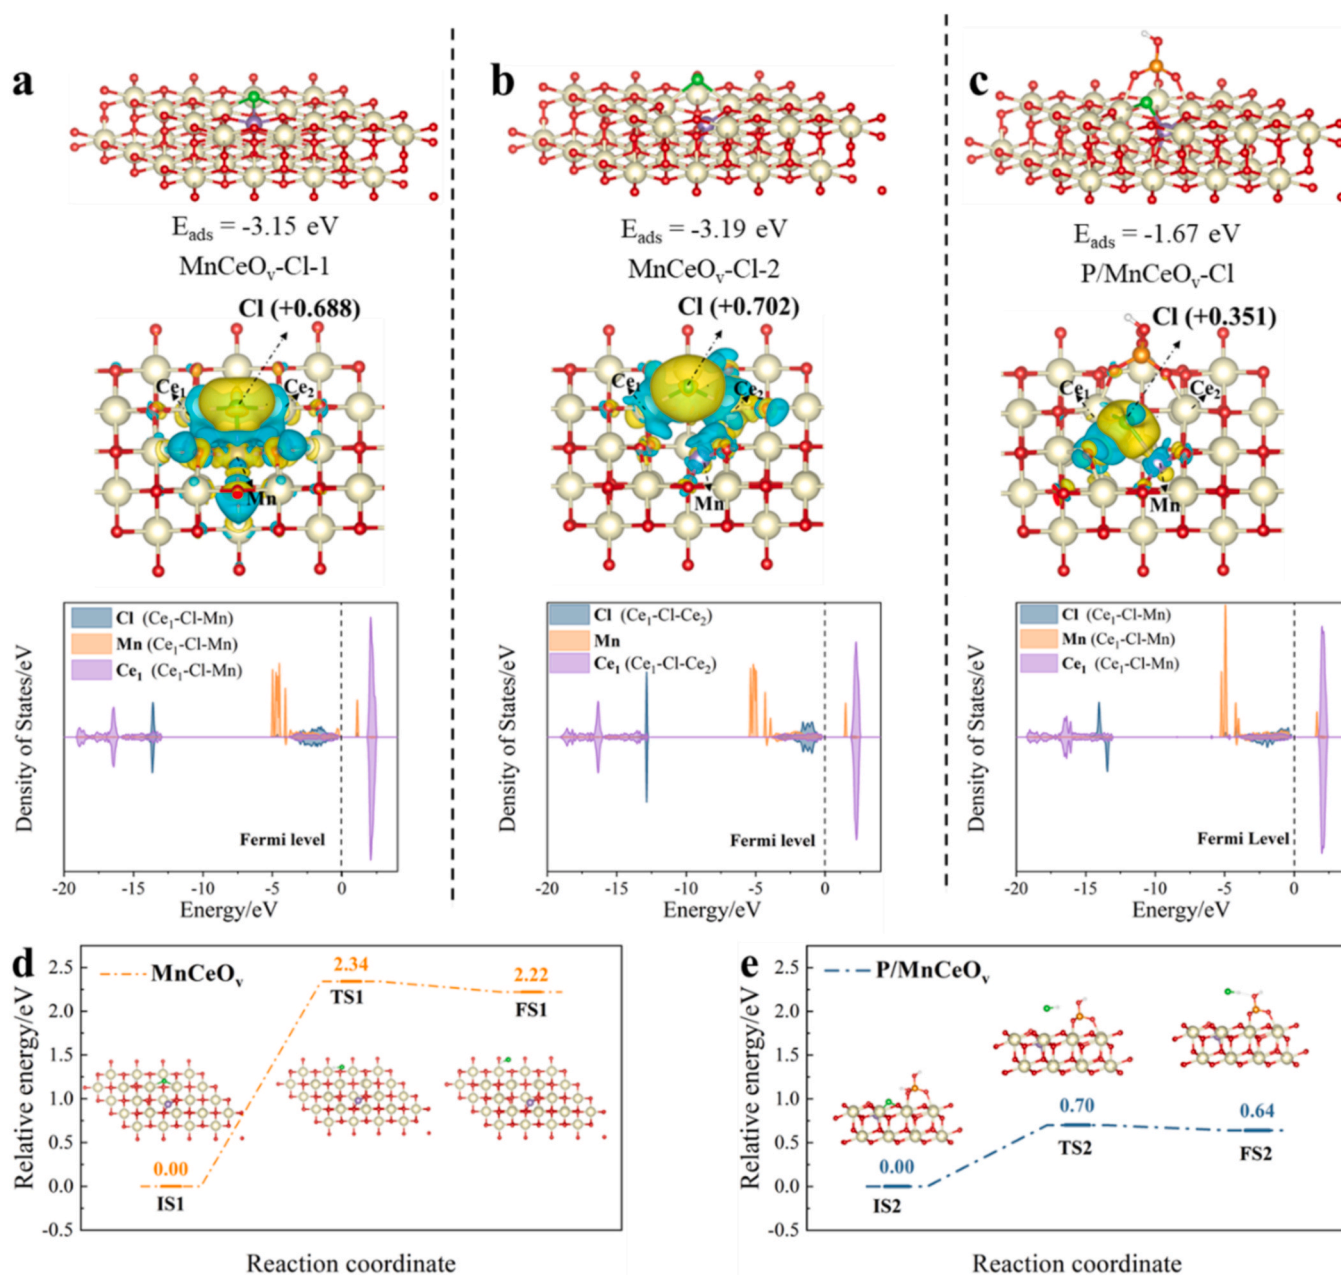 a
E_ads = -3.15 eV
MnCeO_v-Cl-1
Cl (+0.688)
Ce_1
Ce_2
Mn
Cl (Ce_1-Cl-Mn)
Mn (Ce_1-Cl-Mn)
Ce_1 (Ce_1-Cl-Mn)
Density of States/eV
Fermi level
-20 -15 -10 -5 0
Energy/eV
b
E_ads = -3.19 eV
MnCeO_v-Cl-2
Cl (+0.702)
Ce_1
Ce_2
Mn
Cl (Ce_1-Cl-Ce_2)
Mn
Ce_1 (Ce_1-Cl-Ce_2)
Density of States/eV
Fermi level
-20 -15 -10 -5 0
Energy/eV
c
E_ads = -1.67 eV
P/MnCeO_v-Cl
Cl (+0.351)
Ce_1
Ce_2
Mn
Cl (Ce_1-Cl-Mn)
Mn (Ce_1-Cl-Mn)
Ce_1 (Ce_1-Cl-Mn)
Density of States/eV
Fermi Level
-20 -15 -10 -5 0
Energy/eV
d
MnCeO_v
2.5
2.0
1.5
1.0
0.5
0.0
-0.5
Relative energy/eV
2.34
TS1
2.22
FS1
0.00
IS1
Reaction coordinate
e
P/MnCeO_v
2.5
2.0
1.5
1.0
0.5
0.0
-0.5
Relative energy/eV
0.70
TS2
0.64
FS2
0.00
IS2
Reaction coordinate